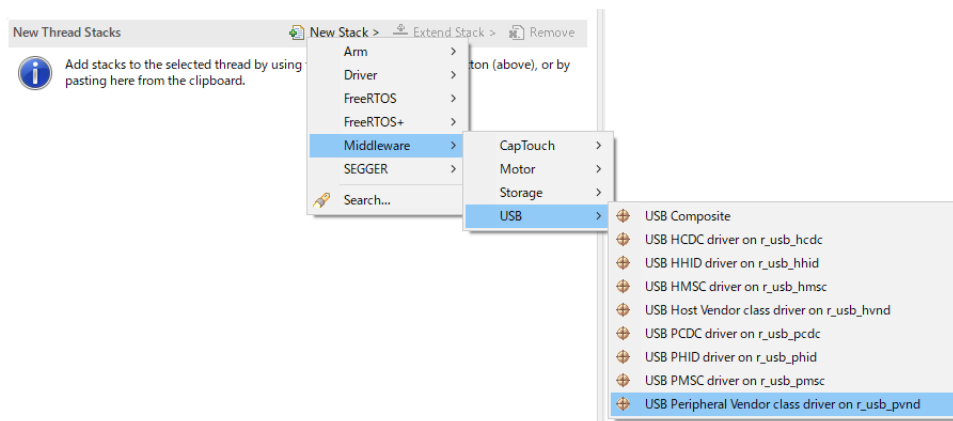 New Thread Stacks
New Stack >
Extend Stack >
Remove
Add stacks to the selected thread by using
ton (above), or by
pasting here from the clipboard.
Arm
Driver
FreeRTOS
FreeRTOS+
Middleware
SEGGER
Search...
CapTouch
Motor
Storage
USB
USB Composite
USB HCDC driver on r_usb_hcdc
USB HHID driver on r_usb_hhid
USB HMSC driver on r_usb_hmsc
USB Host Vendor class driver on r_usb_hvnd
USB PCDC driver on r_usb_pcdc
USB PHID driver on r_usb_phid
USB PMSC driver on r_usb_pmsc
USB Peripheral Vendor class driver on r_usb_pvnd